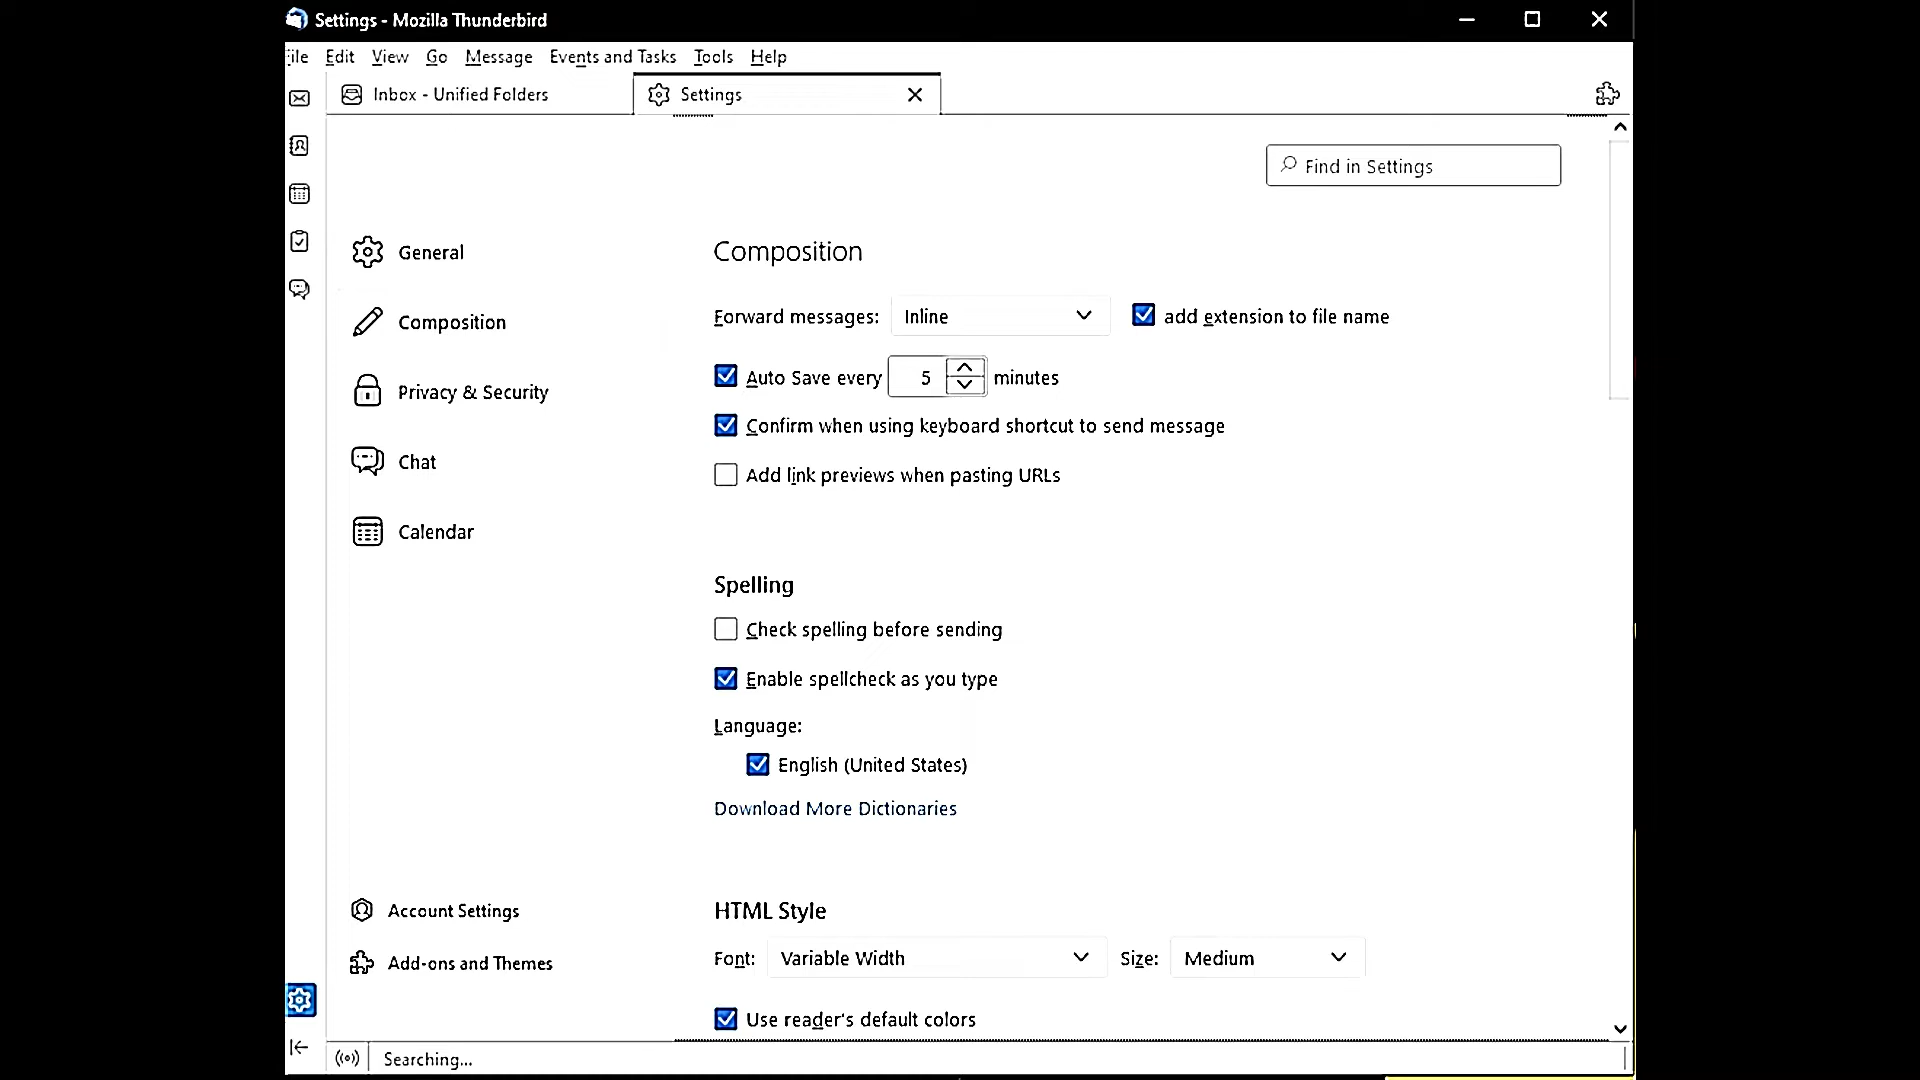 Settings - Mozilla Thunderbird
ile Edit View Go Message Events and Tasks Tools Help
Inbox - Unified Folders
Settings
Find in Settings
General
Composition
Privacy & Security
Chat
Calendar
Account Settings
Add-ons and Themes
Composition
Forward messages: Inline add extension to file name
Auto Save every 5 minutes
Confirm when using keyboard shortcut to send message
Add link previews when pasting URLs
Spelling
Check spelling before sending
Enable spellcheck as you type
Language:
English (United States)
Download More Dictionaries
HTML Style
Font: Variable Width Size: Medium
Use reader's default colors
Searching...